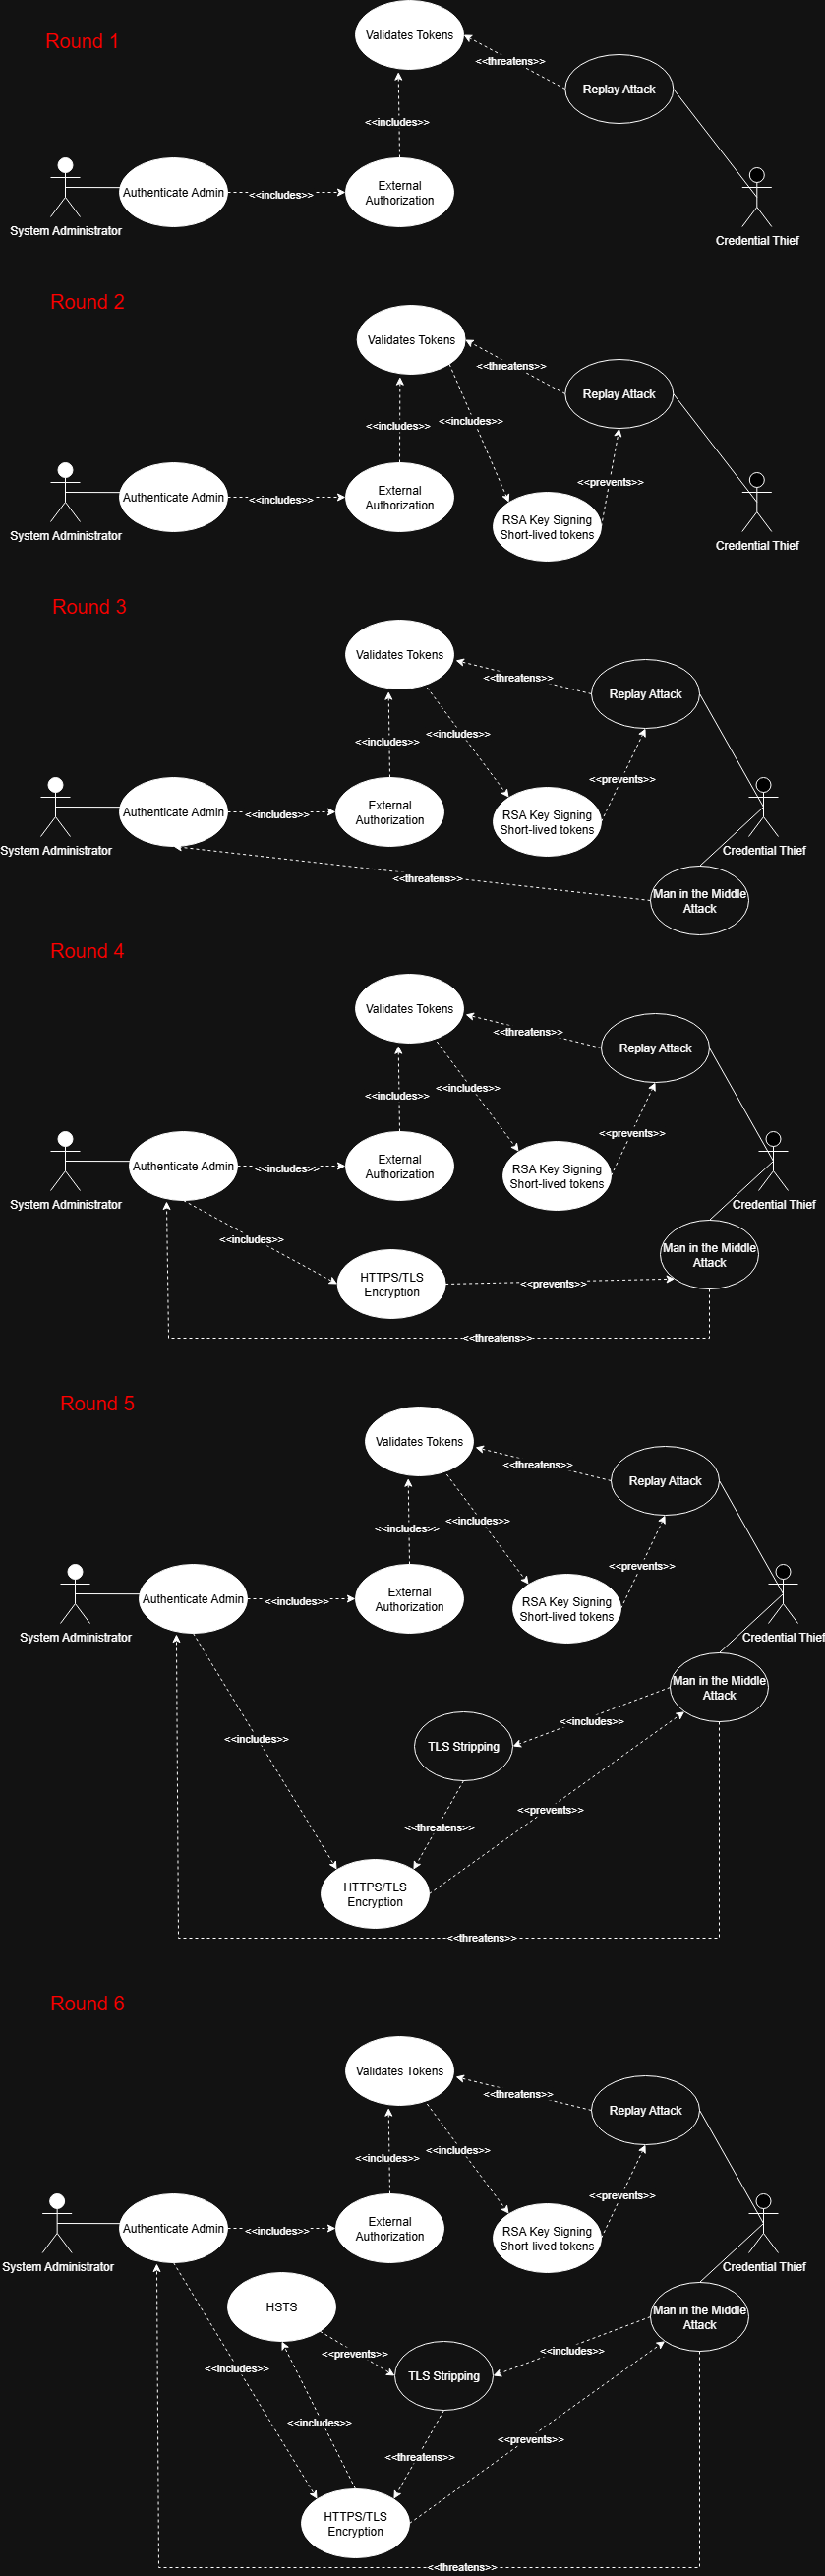 Round 1
Validates Tokens
<<threatens>>
Replay Attack
<<includes>>
Authenticate Admin
<<includes>>
External
Authorization
System Administrator
Credential Thief
Round 2
Validates Tokens
<<threatens>>
Replay Attack
<<includes>>
<<includes>>
<<prevents>>
Authenticate Admin
<<includes>>
External
Authorization
RSA Key Signing
Short-lived tokens
System Administrator
Credential Thief
Round 3
Validates Tokens
<<threatens>>
Replay Attack
<<includes>>
<<includes>>
<<prevents>>
Authenticate Admin
<<includes>>
External
Authorization
RSA Key Signing
Short-lived tokens
System Administrator
Credential Thief
<<threatens>>
Man in the Middle
Attack
Round 4
Validates Tokens
<<threatens>>
Replay Attack
<<includes>>
<<includes>>
<<prevents>>
Authenticate Admin
<<includes>>
External
Authorization
RSA Key Signing
Short-lived tokens
System Administrator
Credential Thief
<<includes>>
Man in the Middle
Attack
HTTPS/TLS
Encryption
<<prevents>>
<<threatens>>
Round 5
Validates Tokens
<<threatens>>
Replay Attack
<<includes>>
<<includes>>
<<prevents>>
Authenticate Admin
<<includes>>
External
Authorization
RSA Key Signing
Short-lived tokens
System Administrator
Credential Thief
Man in the Middle
Attack
<<includes>>
<<includes>>
TLS Stripping
<<prevents>>
<<threatens>>
HTTPS/TLS
Encryption
<<threatens>>
Round 6
Validates Tokens
<<threatens>>
Replay Attack
<<includes>>
<<includes>>
<<prevents>>
Authenticate Admin
<<includes>>
External
Authorization
RSA Key Signing
Short-lived tokens
System Administrator
Credential Thief
HSTS
Man in the Middle
Attack
<<prevents>>
<<includes>>
<<includes>>
TLS Stripping
<<includes>>
<<prevents>>
<<threatens>>
HTTPS/TLS
Encryption
<<threatens>>